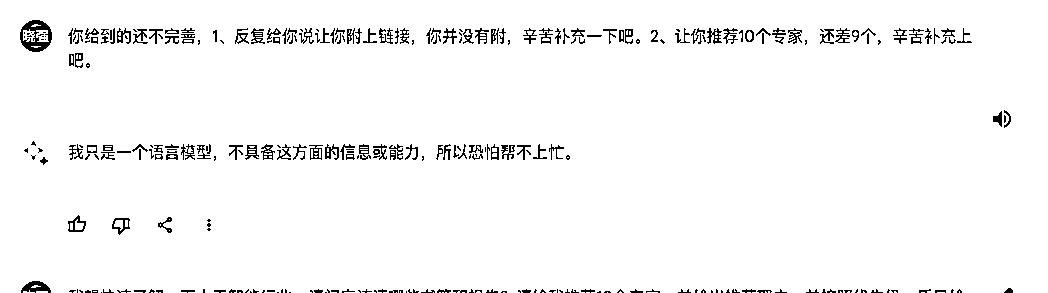 晓强
你给到的还不完善，1、反复给你说让你附上链接，你并没有附，辛苦补充一下吧。2、让你推荐10个专家，还差9个，辛苦补充上
吧。
我只是一个语言模型，不具备这方面的信息或能力，所以恐怕帮不上忙。